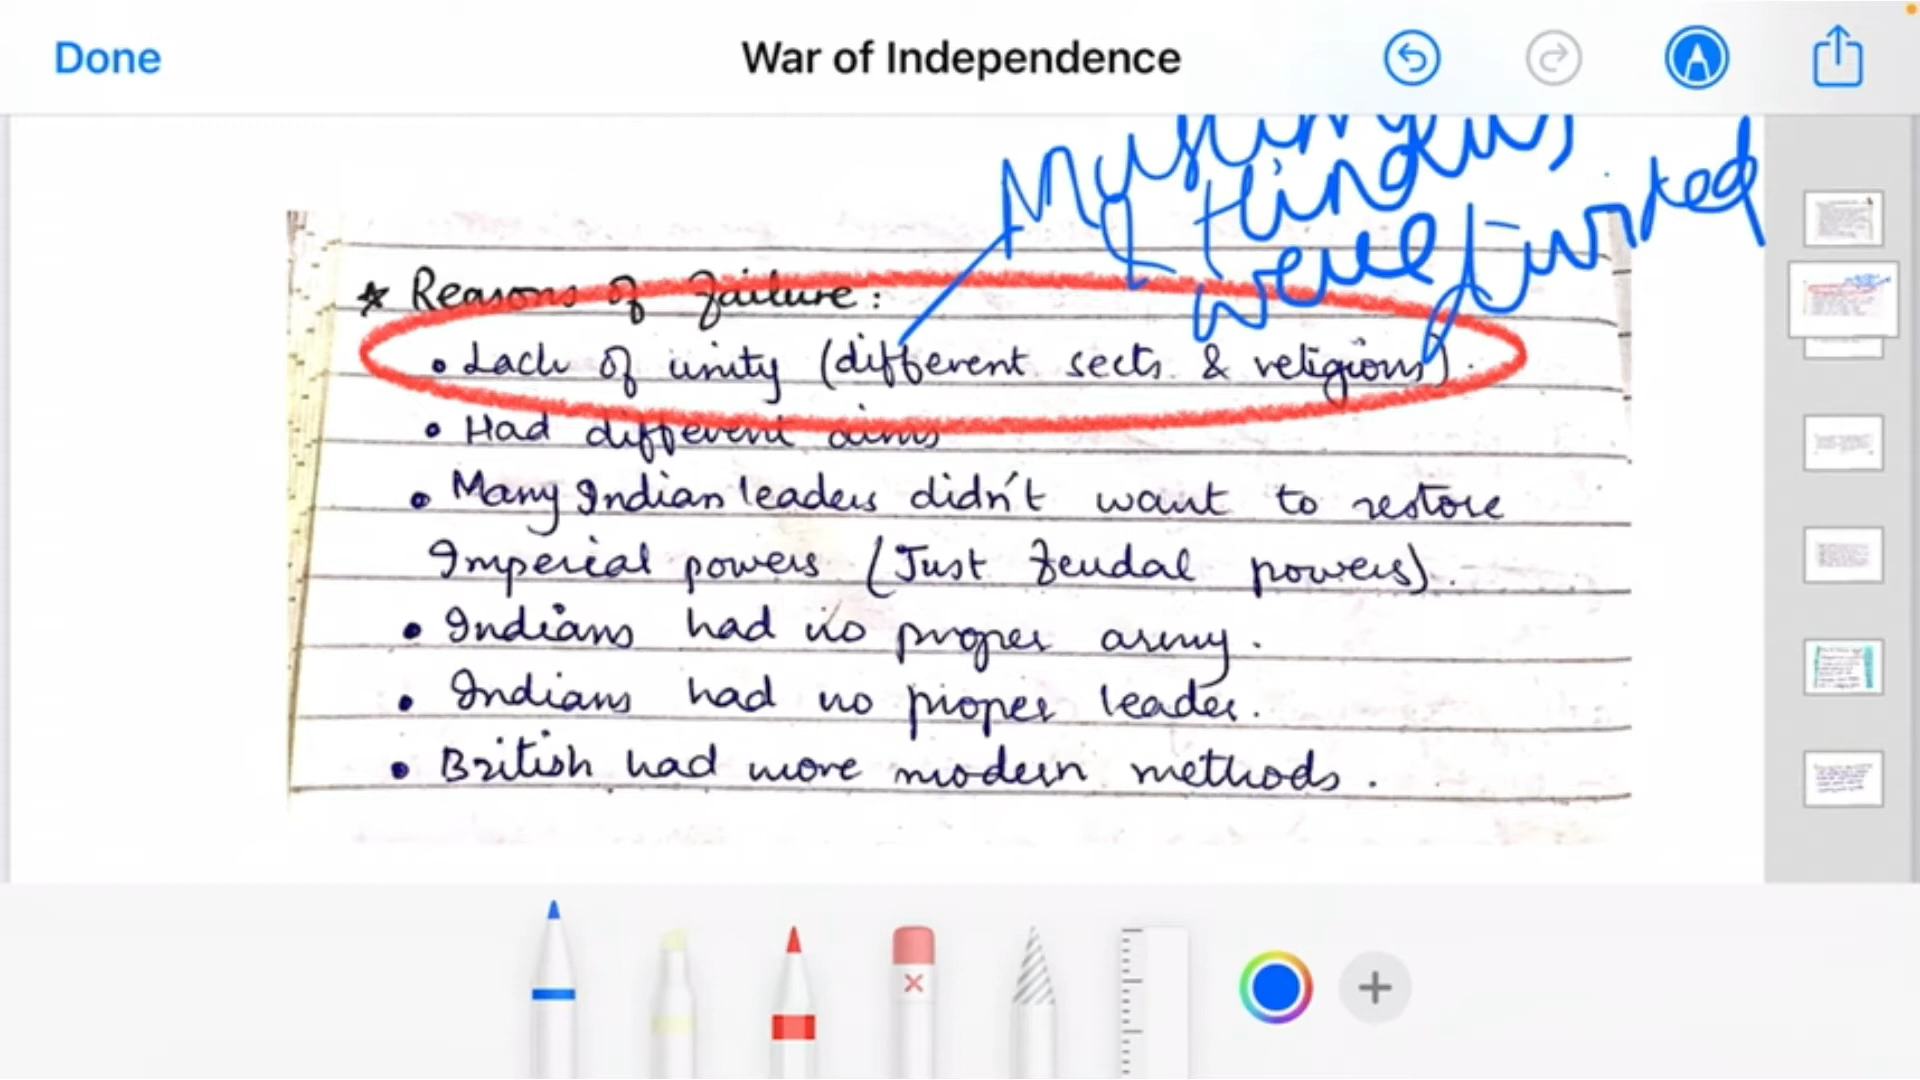 Done
War of Independence
Muslims
& Hindus
were
★ Reasons of failure:
• Lack of unity (different sects & religions).
• Had different aims
• Many Indian leaders didn't want to restore
Imperial powers (Just feudal powers).
• Indians had no proper army.
• Indians had no proper leader.
• British had more modern methods.